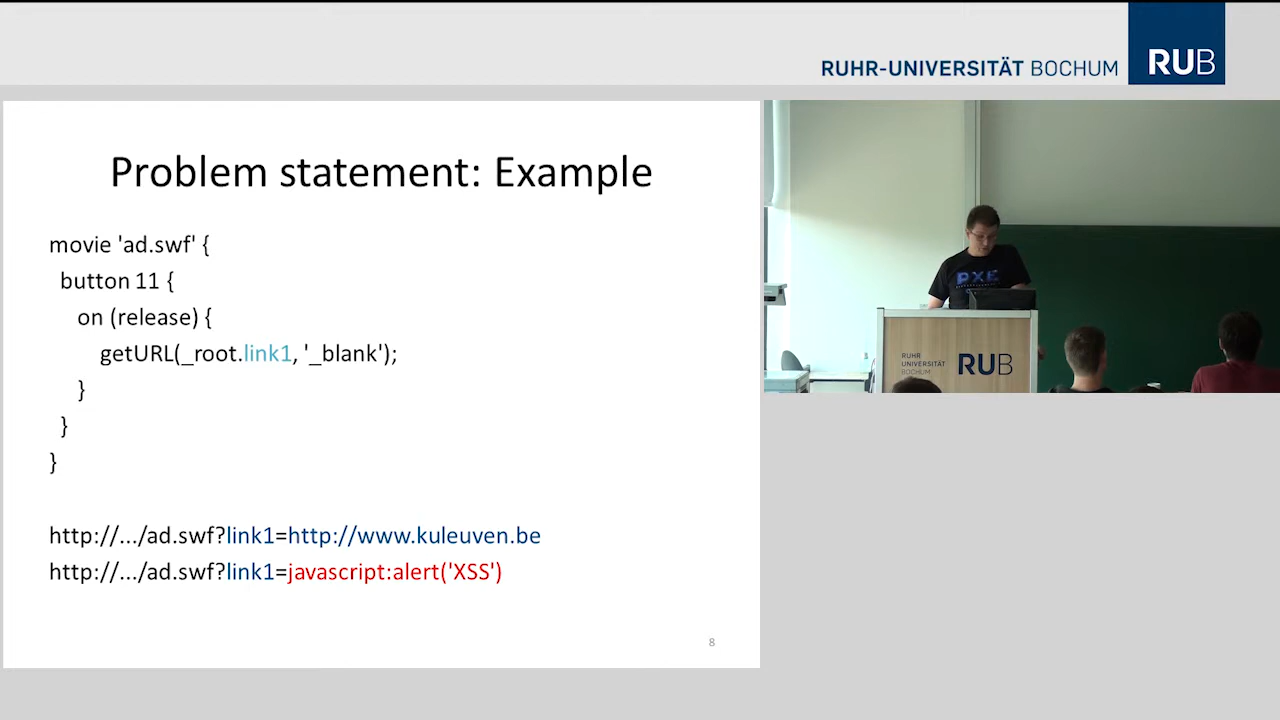 RUHR-UNIVERSITÄT BOCHUM
RUB
Problem statement: Example
movie 'ad.swf' {
button 11 {
on (release) {
getURL(_root.link1, '_blank');
}
}
}
http://.../ad.swf?link1=http://www.kuleuven.be
http://.../ad.swf?link1=javascript:alert('XSS')
8
PXE
RUHR
UNIVERSITÄT
BOCHUM
RUB